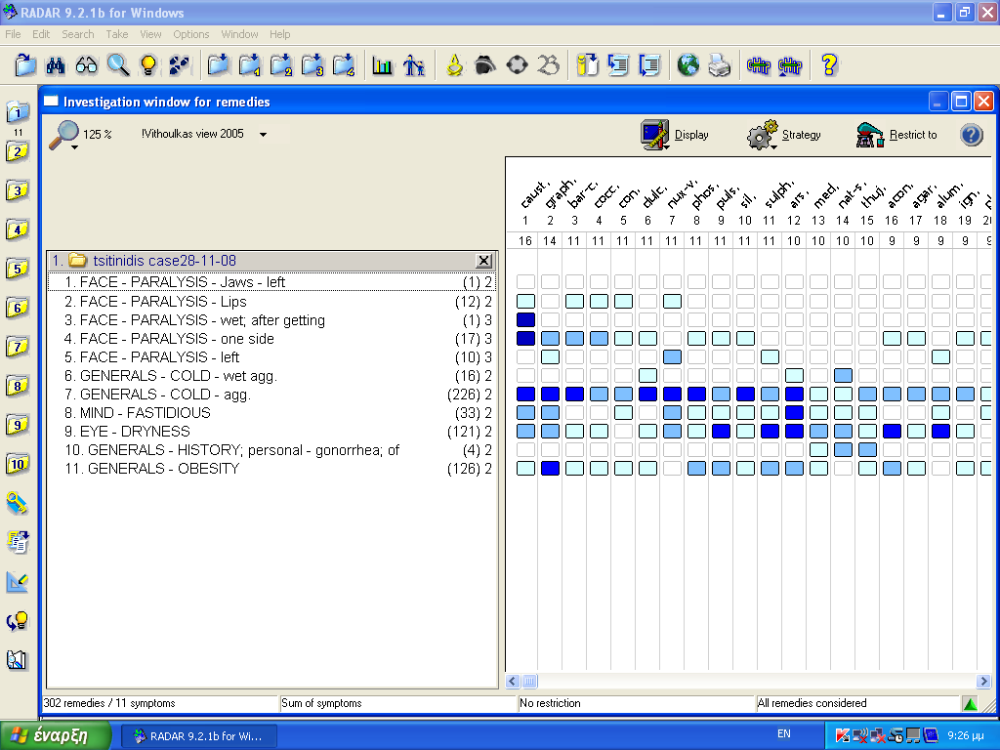 RADAR 9.2.1b for Windows
File Edit Search Take View Options Window Help
1 2 3 4
Investigation window for remedies
125 % !Vithoulkas view 2005 Display Strategy Restrict to
caust. graph. bar-c. cocc. con. dulc. nux-v. phos. puls. sil. sulph. ars. med. nat-s. thuj. acon. agar. alum. ign.
1 2 3 4 5 6 7 8 9 10 11 12 13 14 15 16 17 18 19 20
16 14 11 11 11 11 11 11 11 10 11 10 10 10 10 9 9 9 9 9
1. tsitinidis case28-11-08
1. FACE - PARALYSIS - Jaws - left (1) 2
2. FACE - PARALYSIS - Lips (12) 2
3. FACE - PARALYSIS - wet; after getting (1) 3
4. FACE - PARALYSIS - one side (17) 3
5. FACE - PARALYSIS - left (10) 3
6. GENERALS - COLD - wet agg. (16) 2
7. GENERALS - COLD - agg. (226) 2
8. MIND - FASTIDIOUS (33) 2
9. EYE - DRYNESS (121) 2
10. GENERALS - HISTORY; personal - gonorrhea; of (4) 2
11. GENERALS - OBESITY (126) 2
1
11
2
3
4
5
6
7
8
9
10
302 remedies / 11 symptoms Sum of symptoms No restriction All remedies considered
έναρξη RADAR 9.2.1b for Wi... EN 9:26 μμ